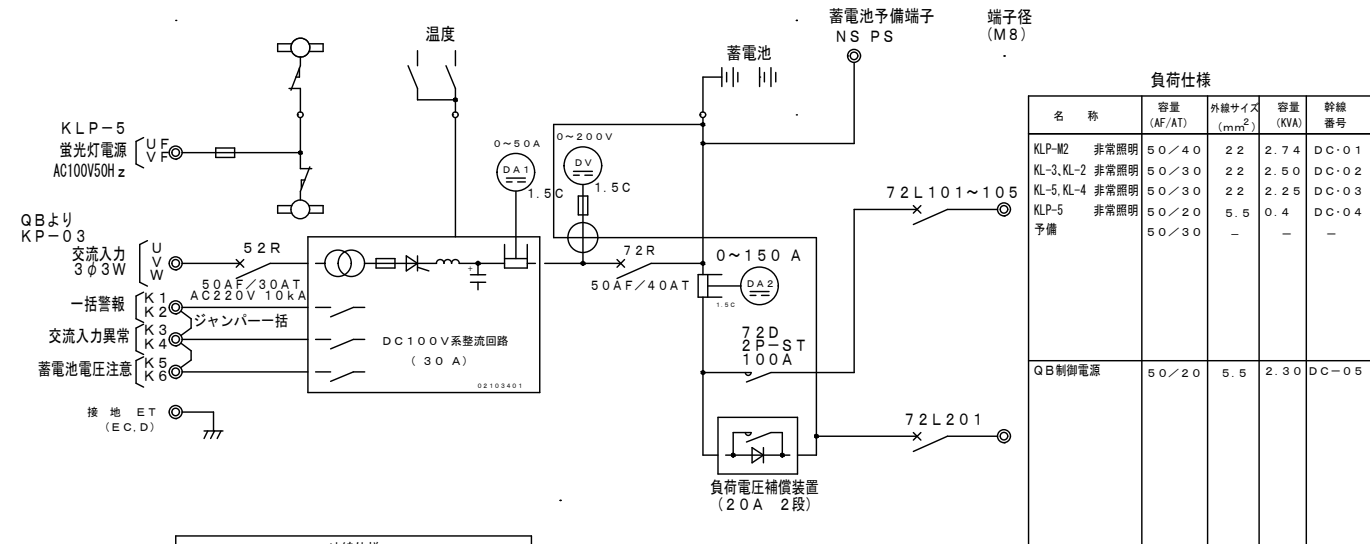 蓄電池予備端子
NS PS
端子径
(M8)
温度
蓄電池
KLP-5
蛍光灯電源
AC100V50Hz
UF
VF
0~50A
DA1
1.5C
0~200V
DV
1.5C
QBより
KP-03
交流入力
3φ3W
U
V
W
52R
50AF/30AT
AC220V 10kA
72R
50AF/40AT
0~150 A
DA2
1.5C
72L101~105
一括警報
K1
K2
ジャンパー一括
交流入力異常
K3
K4
蓄電池電圧注意
K5
K6
DC100V系整流回路
(30A)
02103401
接地 ET
(EC,D)
72D
2P-ST
100A
72L201
負荷電圧補償装置
(20A 2段)
負荷仕様
名 称 容量(AF/AT) 外線サイズ(mm²) 容量(KVA) 幹線番号
KLP-M2 非常照明 50/40 22 2.74 DC・01
KL-3,KL-2 非常照明 50/30 22 2.50 DC・02
KL-5,KL-4 非常照明 50/30 22 2.25 DC・03
KLP-5 非常照明 50/20 5.5 0.4 DC・04
予備 50/30 - - -
QB制御電源 50/20 5.5 2.30 DC-05